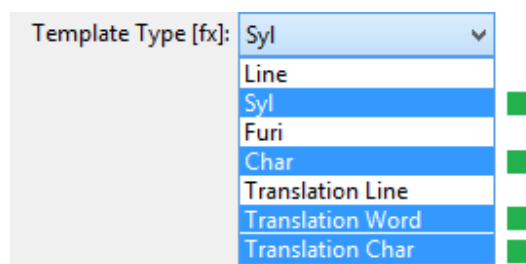 Template Type [fx]: Syl
Line
Syl
Furi
Char
Translation Line
Translation Word
Translation Char